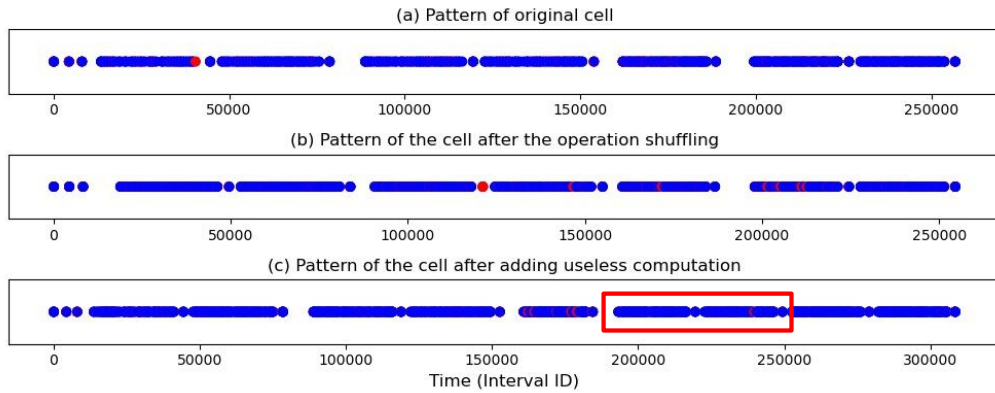 (a) Pattern of original cell
0 50000 100000 150000 200000 250000
(b) Pattern of the cell after the operation shuffling
0 50000 100000 150000 200000 250000
(c) Pattern of the cell after adding useless computation
0 50000 100000 150000 200000 250000 300000
Time (Interval ID)